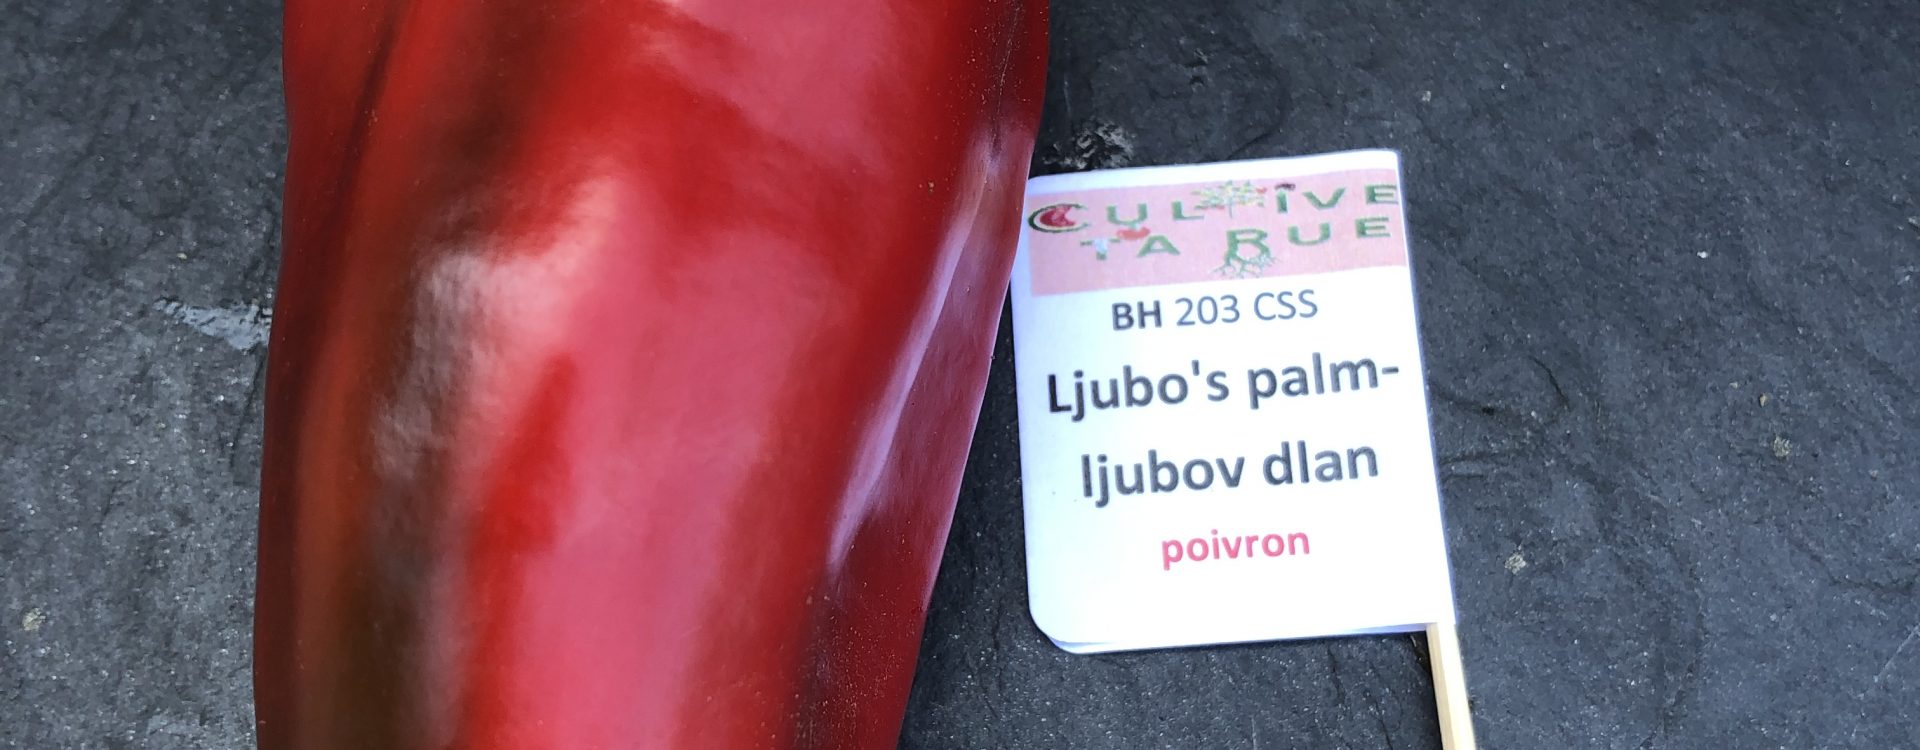 CULTIVE
TA RUE
BH 203 CSS
Ljubo's palm-
ljubov dlan
poivron